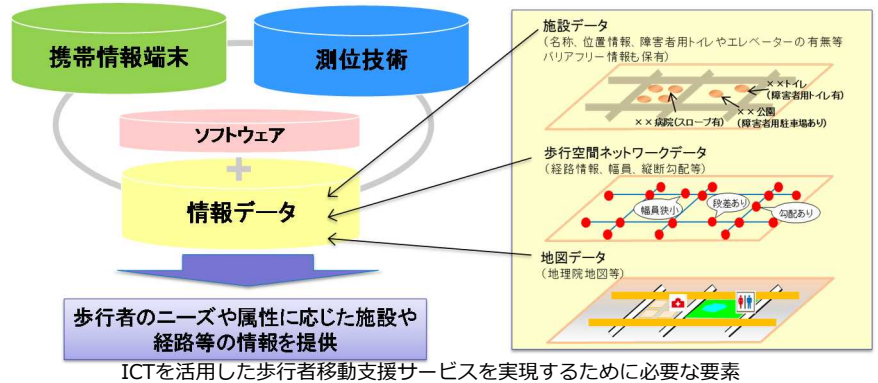 携帯情報端末
測位技術
ソフトウェア
+
情報データ
歩行者のニーズや属性に応じた施設や
経路等の情報を提供
施設データ
(名称、位置情報、障害者用トイレやエレベーターの有無等
バリアフリー情報も保有)
××トイレ
(障害者用トイレ有)
××病院(スロープ有)
××公園
(障害者用駐車場あり)
歩行空間ネットワークデータ
(経路情報、幅員、縦断勾配等)
幅員狭小
段差あり
勾配あり
地図データ
(地理院地図等)
ICTを活用した歩行者移動支援サービスを実現するために必要な要素